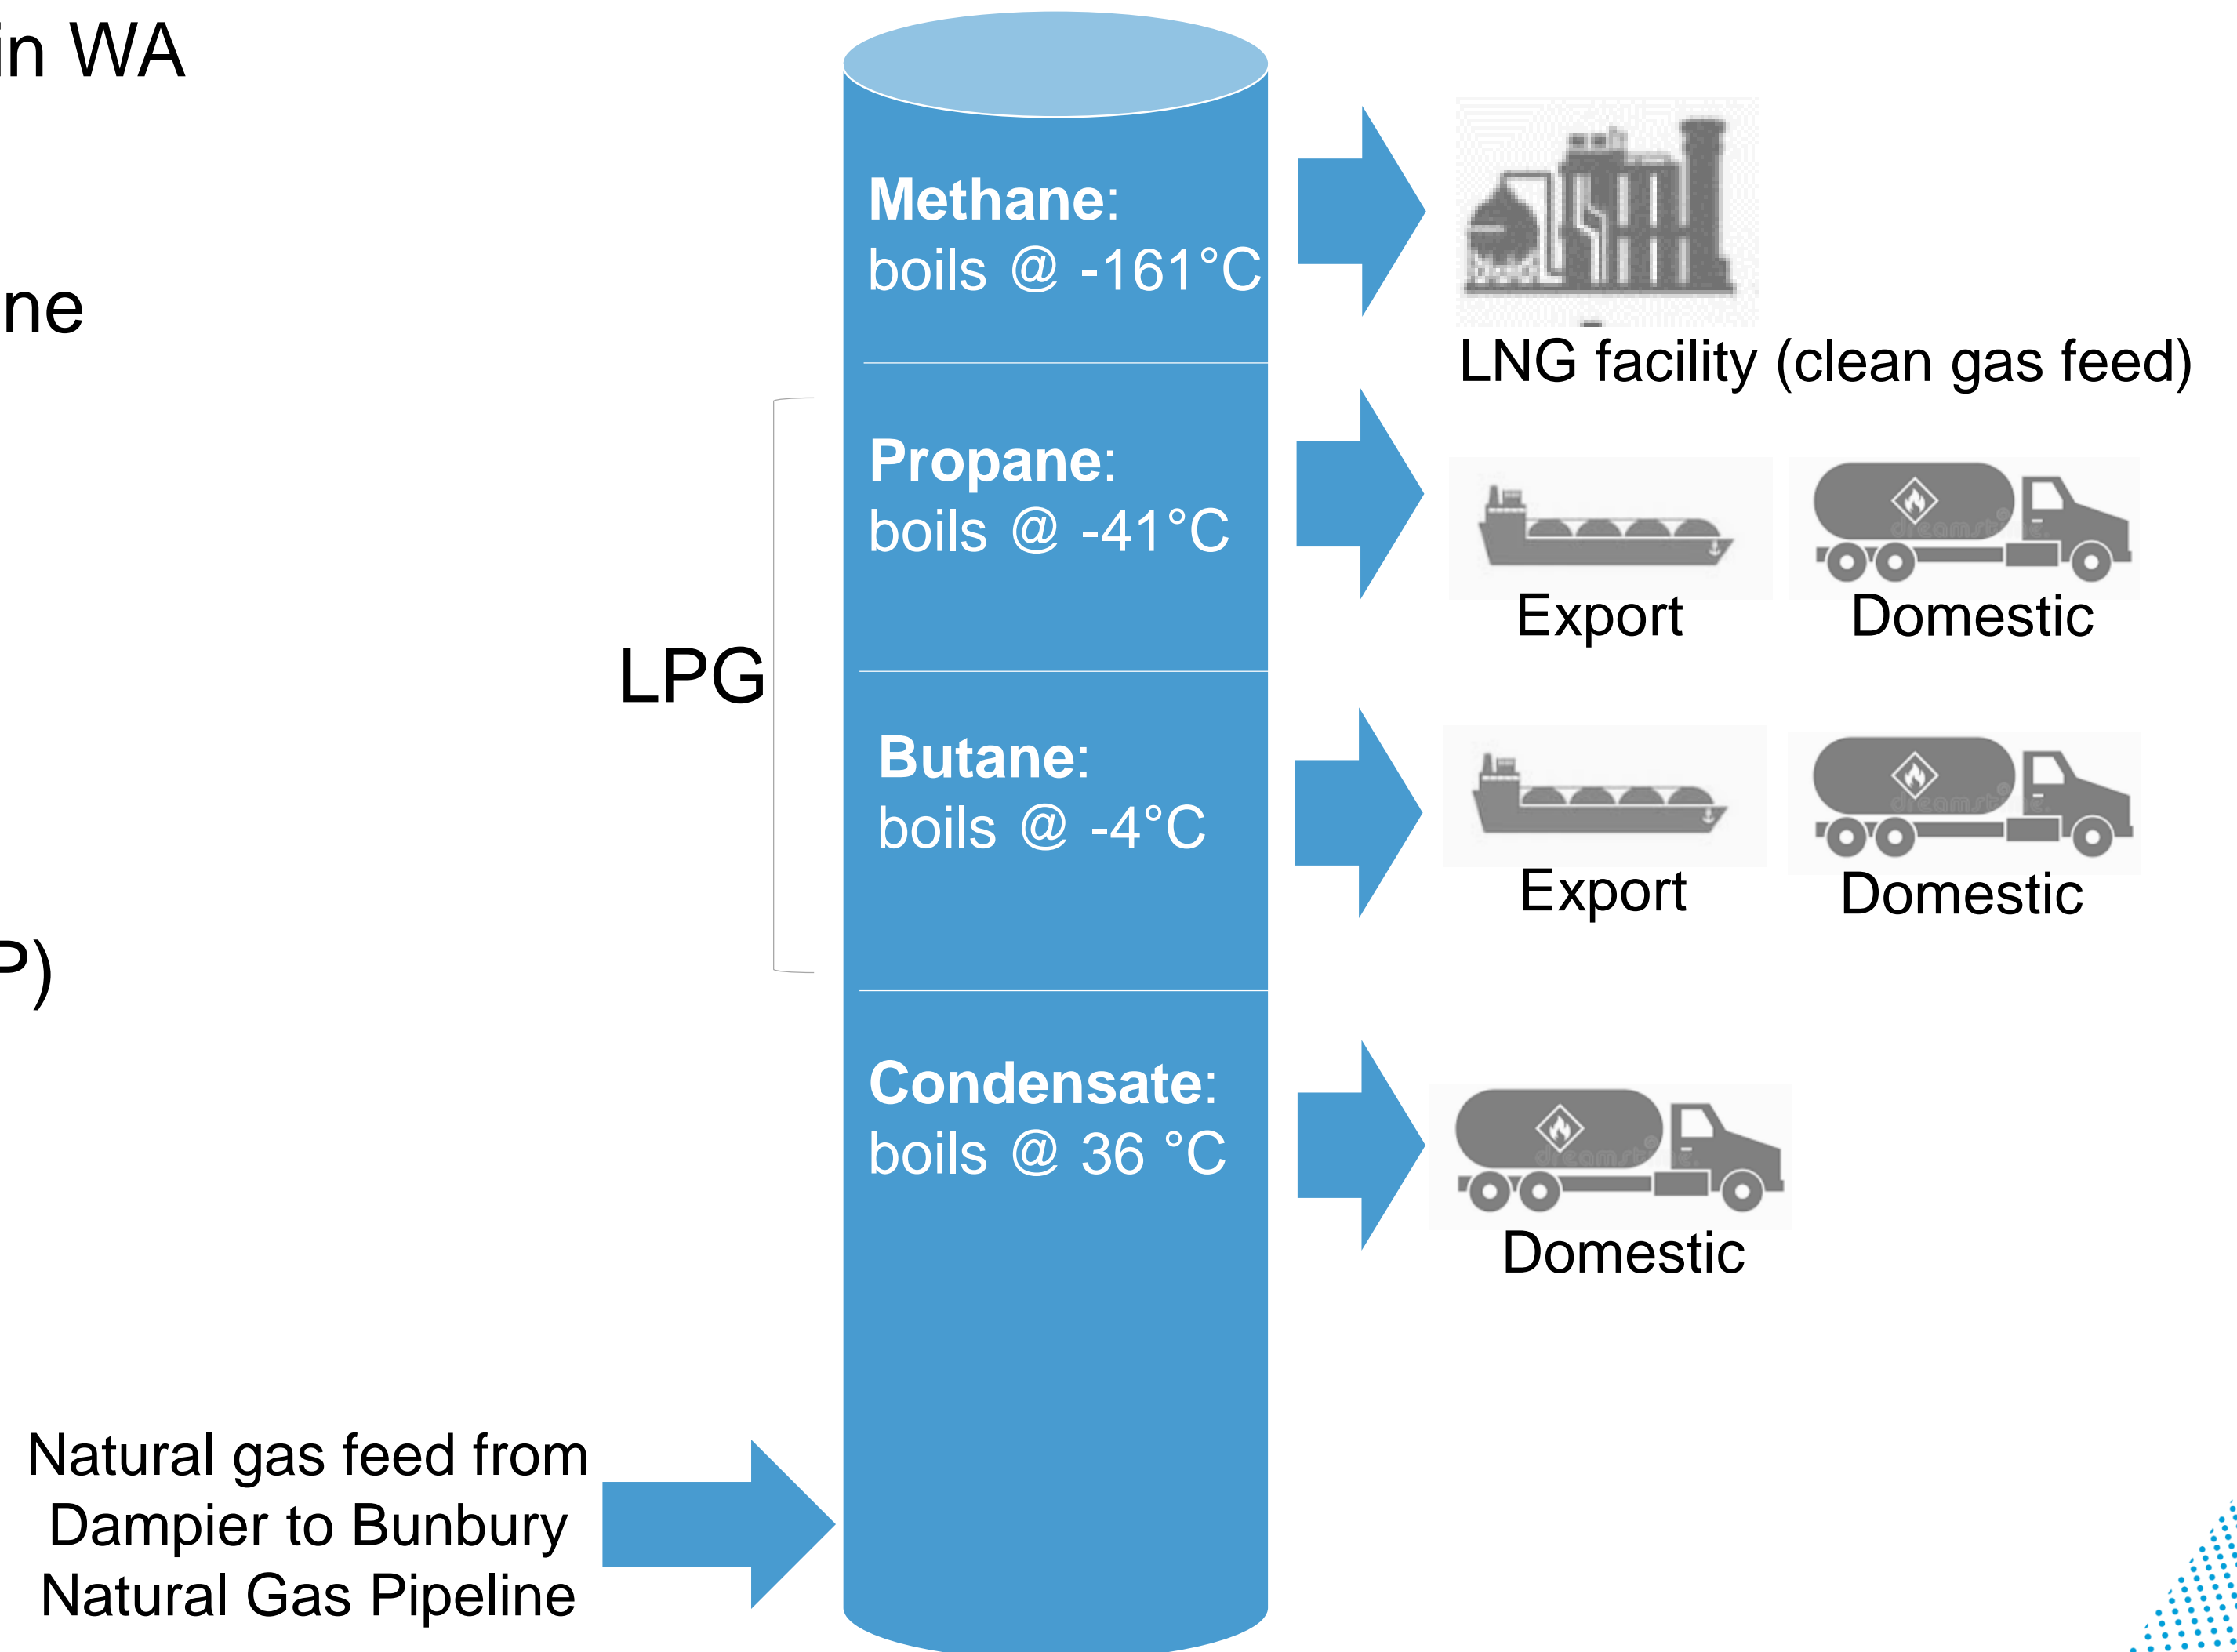 in WA
ne
P)
LPG
Natural gas feed from
Dampier to Bunbury
Natural Gas Pipeline
Methane:
boils @ -161°C
LNG facility (clean gas feed)
Propane:
boils @ -41°C
Export
Domestic
Butane:
boils @ -4°C
Export
Domestic
Condensate:
boils @ 36 °C
Domestic